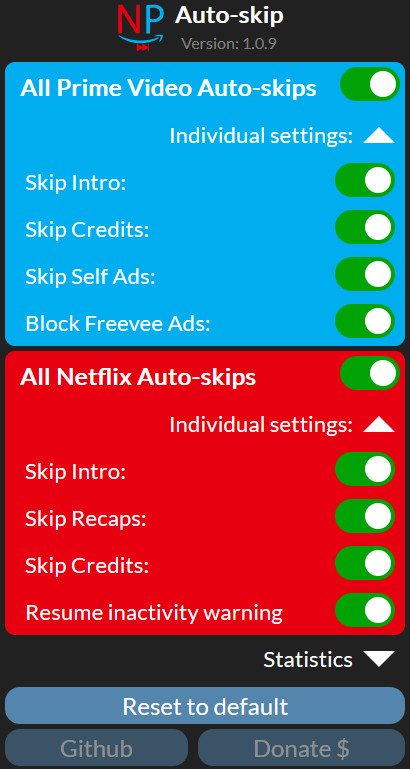 NP
Auto-skip
Version: 1.0.9
All Prime Video Auto-skips
Individual settings:
Skip Intro:
Skip Credits:
Skip Self Ads:
Block Freevee Ads:
All Netflix Auto-skips
Individual settings:
Skip Intro:
Skip Recaps:
Skip Credits:
Resume inactivity warning
Statistics
Reset to default
Github
Donate $